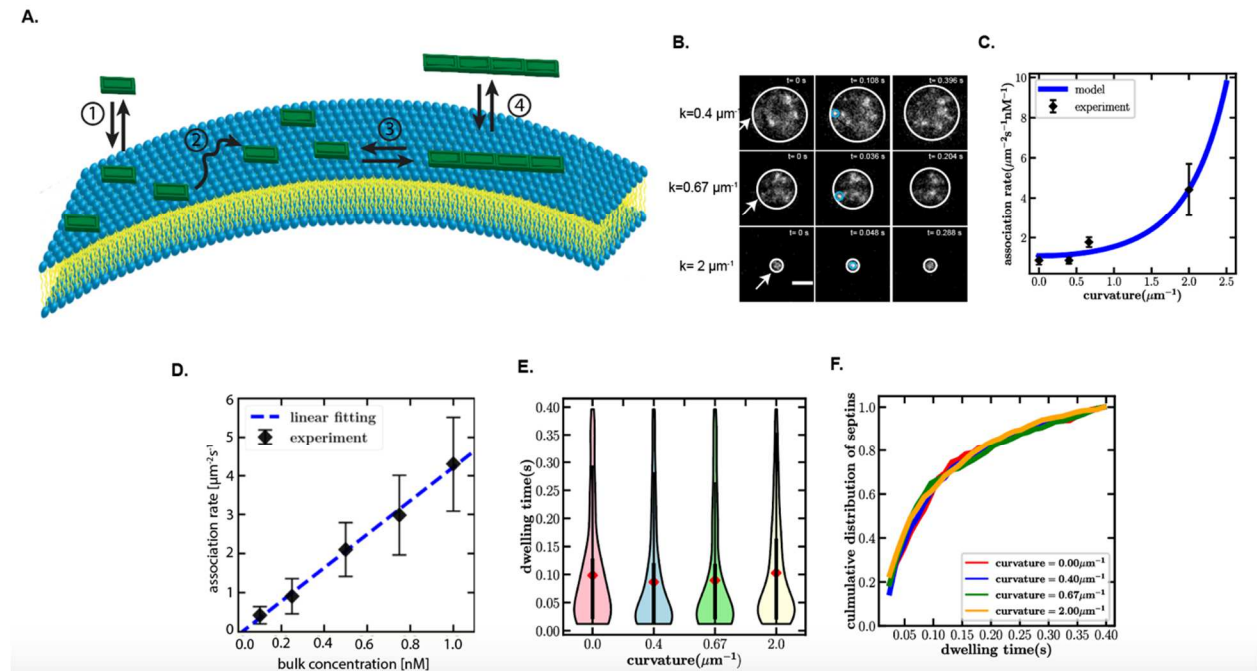 A.
①
②
③
④
B.
k=0.4 µm⁻¹
t= 0 s
t= 0.108 s
t= 0.396 s
k=0.67 µm⁻¹
t= 0 s
t= 0.036 s
t= 0.204 s
k= 2 µm⁻¹
t= 0 s
t= 0.048 s
t= 0.288 s
C.
association rate(µm⁻²s⁻¹nM⁻¹)
10
8
6
4
2
model
experiment
0.0 0.5 1.0 1.5 2.0 2.5
curvature(µm⁻¹)
D.
association rate [µm⁻²s⁻¹]
6
5
4
3
2
1
0
linear fitting
experiment
0.0 0.2 0.4 0.6 0.8 1.0
bulk concentration [nM]
E.
dwelling time(s)
0.40
0.35
0.30
0.25
0.20
0.15
0.10
0.05
0.00
0.0 0.4 0.67 2.0
curvature(µm⁻¹)
F.
culmulative distribution of septins
1.0
0.8
0.6
0.4
0.2
0.0
curvature = 0.00µm⁻¹
curvature = 0.40µm⁻¹
curvature = 0.67µm⁻¹
curvature = 2.00µm⁻¹
0.05 0.10 0.15 0.20 0.25 0.30 0.35 0.40
dwelling time(s)